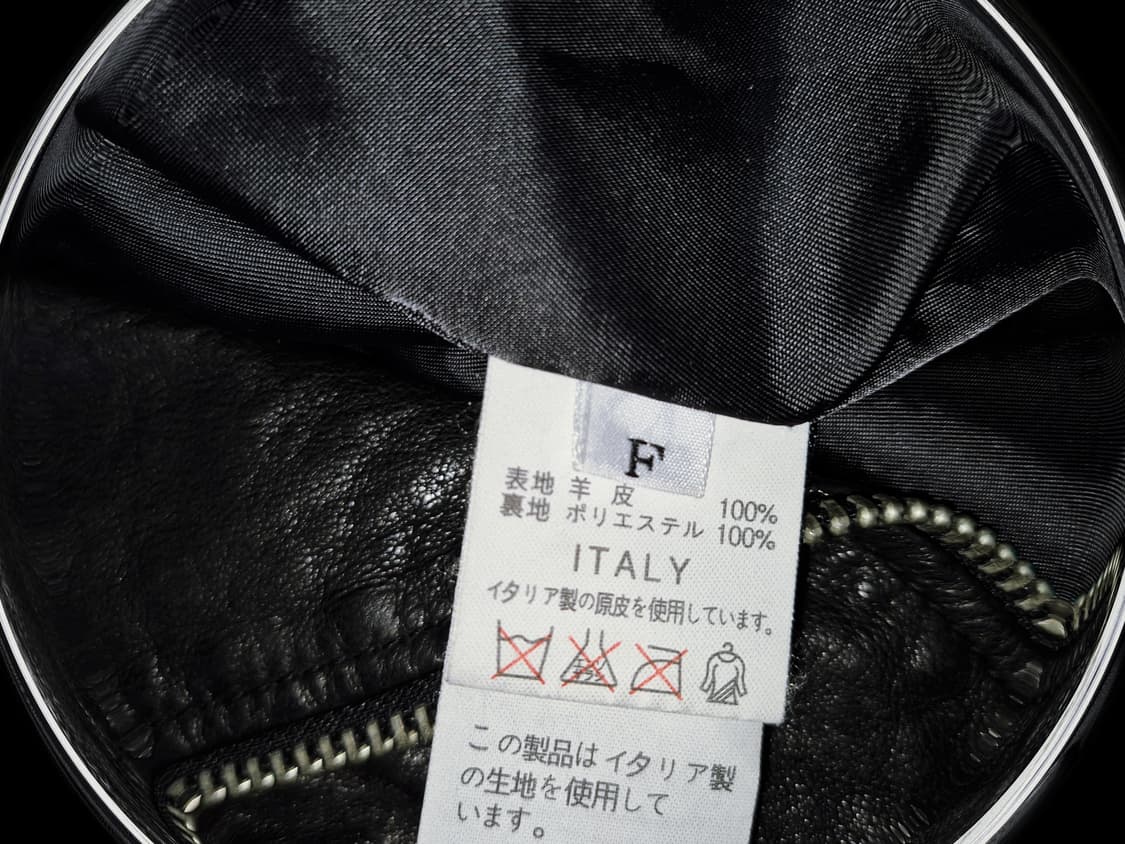 F
表地 羊 皮 100%
裏地 ポリエステル 100%
ITALY
イタリア製の原皮を使用しています。
この製品はイタリア製
の生地を使用して
います。